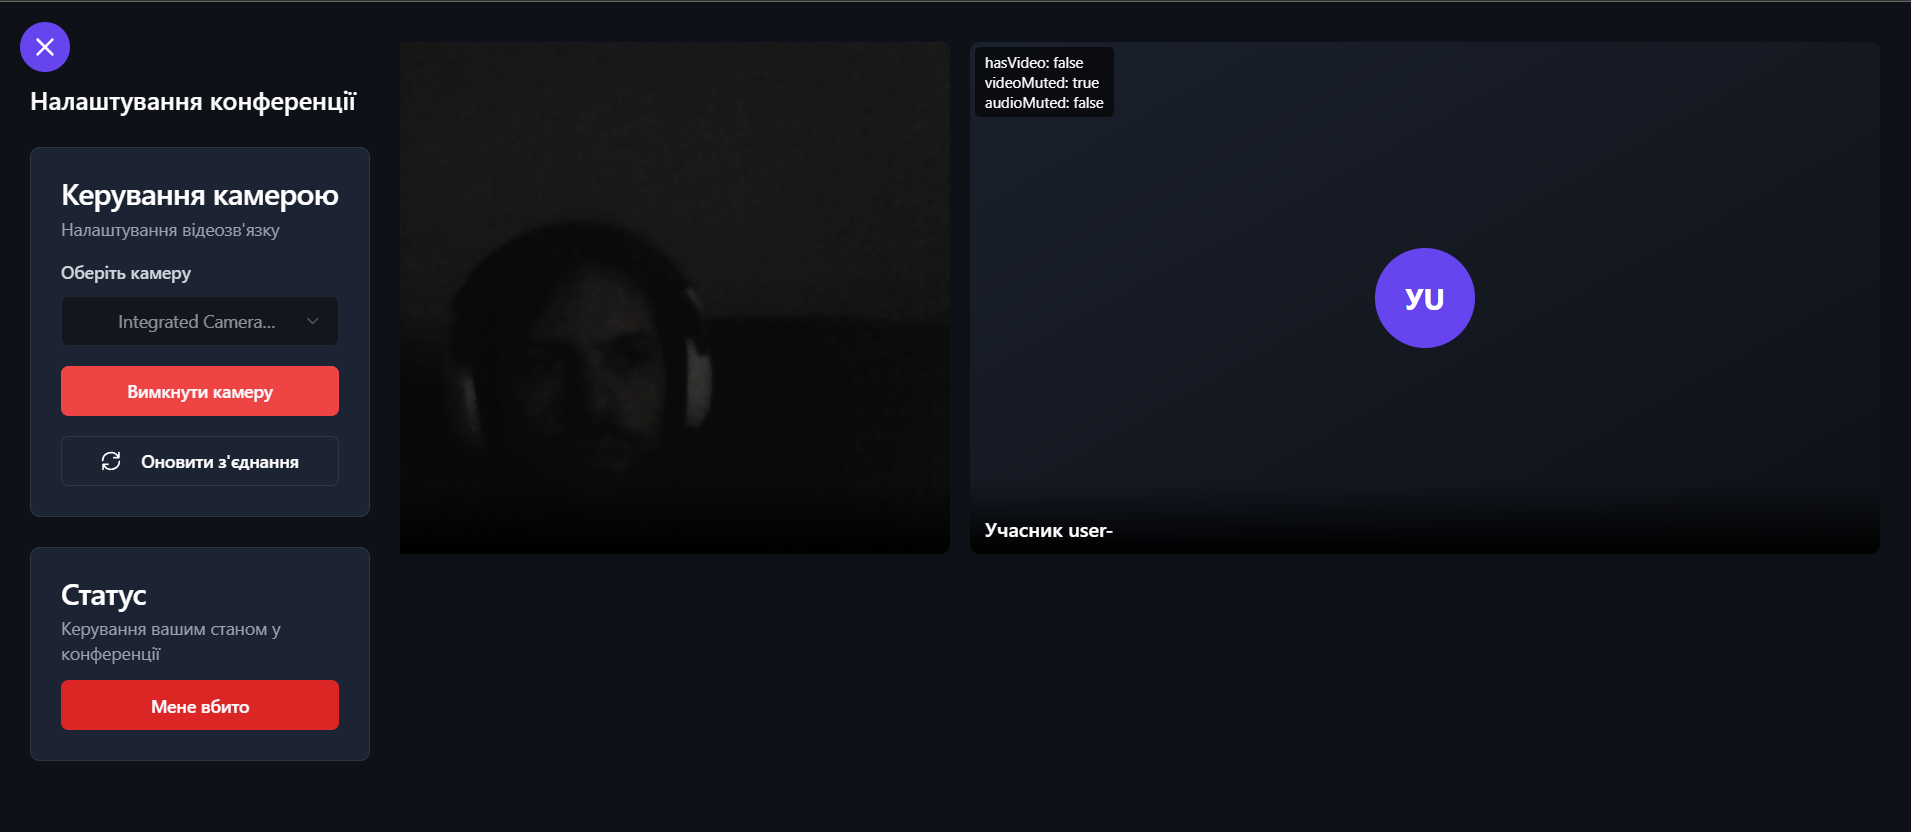 Налаштування конференції
Керування камерою
Налаштування відеозв'язку
Оберіть камеру
Integrated Camera...
Вимкнути камеру
Оновити з'єднання
Статус
Керування вашим станом у
конференції
Мене вбито
hasVideo: false
videoMuted: true
audioMuted: false
УU
Учасник user-